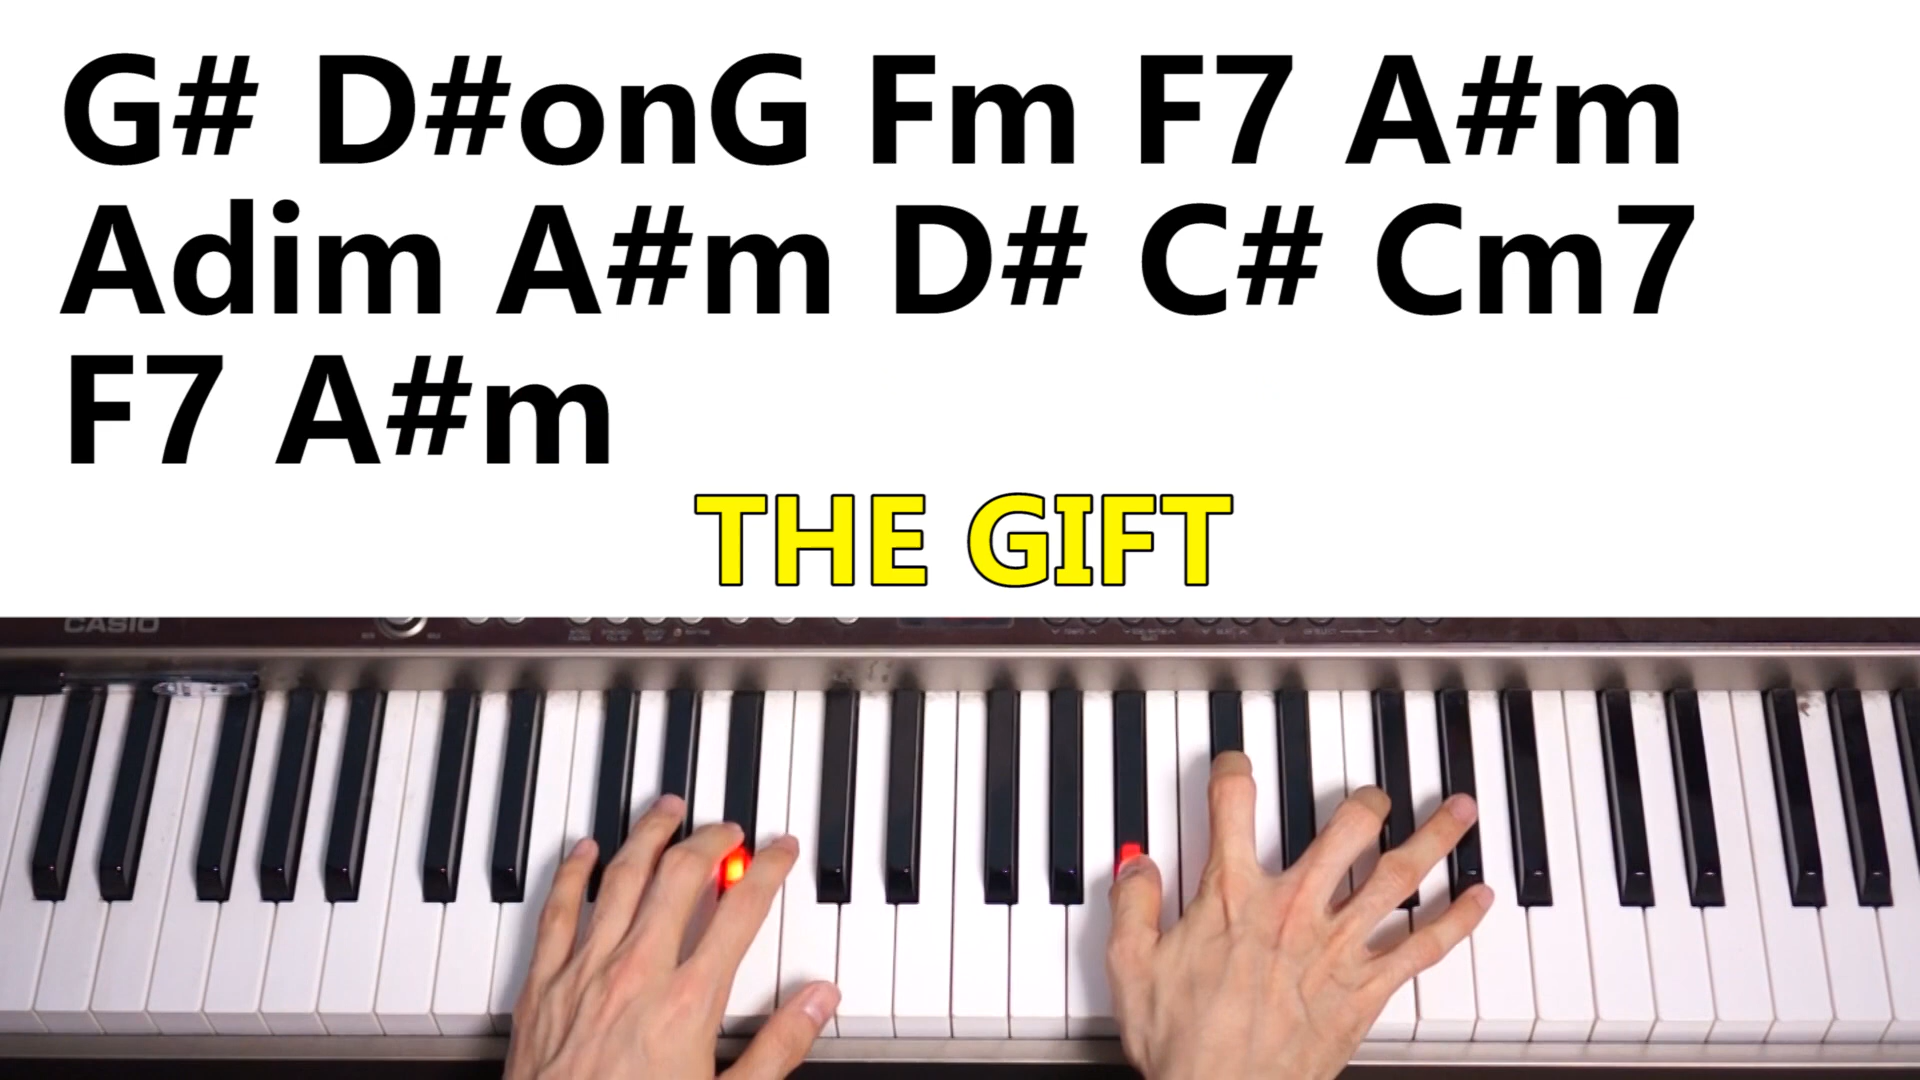 G# D#onG Fm F7 A#m
Adim A#m D# C# Cm7
F7 A#m
THE GIFT
CASIO